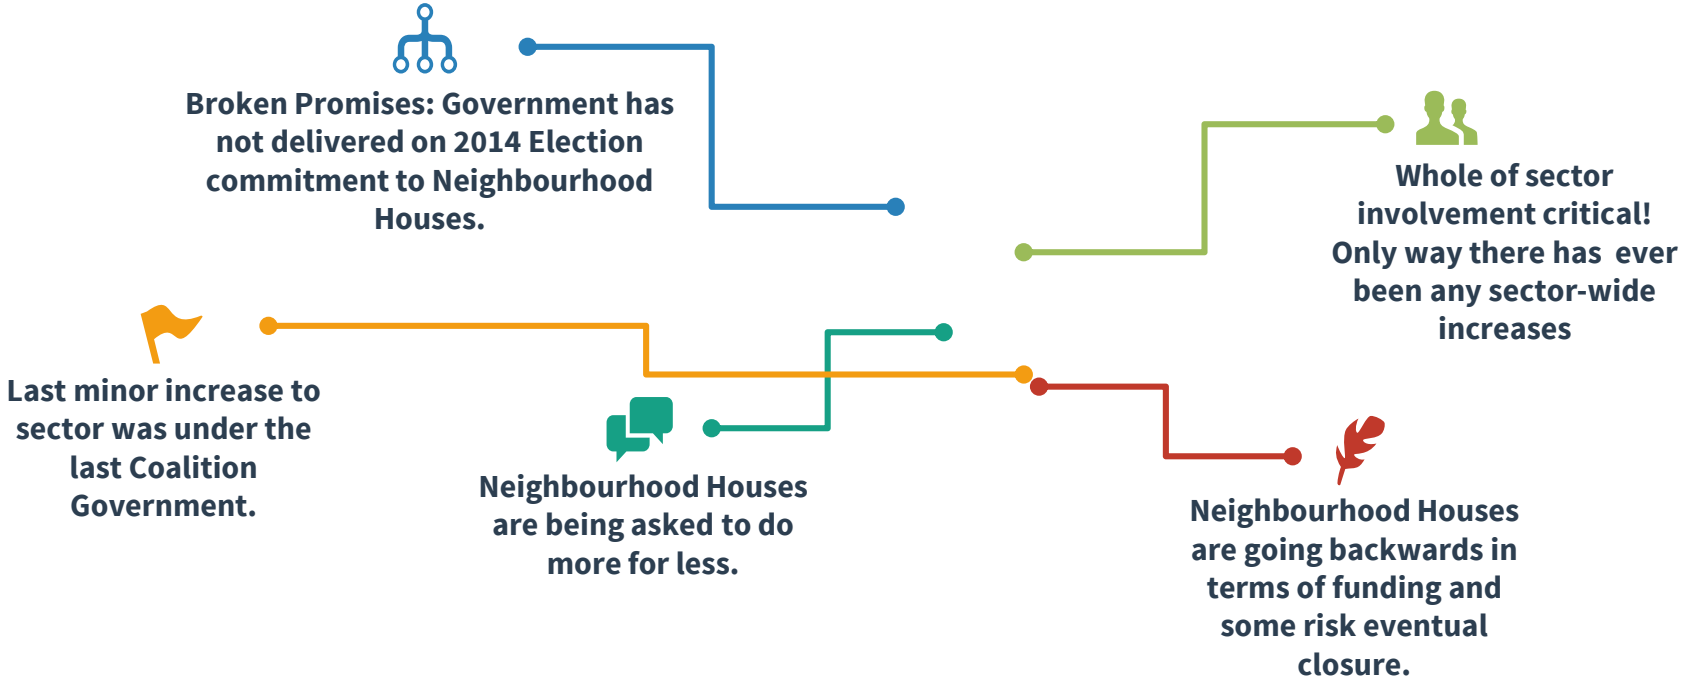 Broken Promises: Government has
not delivered on 2014 Election
commitment to Neighbourhood
Houses.
Whole of sector
involvement critical!
Only way there has  ever
been any sector-wide
increases
Last minor increase to
sector was under the
last Coalition
Government.
Neighbourhood Houses
are being asked to do
more for less.
Neighbourhood Houses
are going backwards in
terms of funding and
some risk eventual
closure.